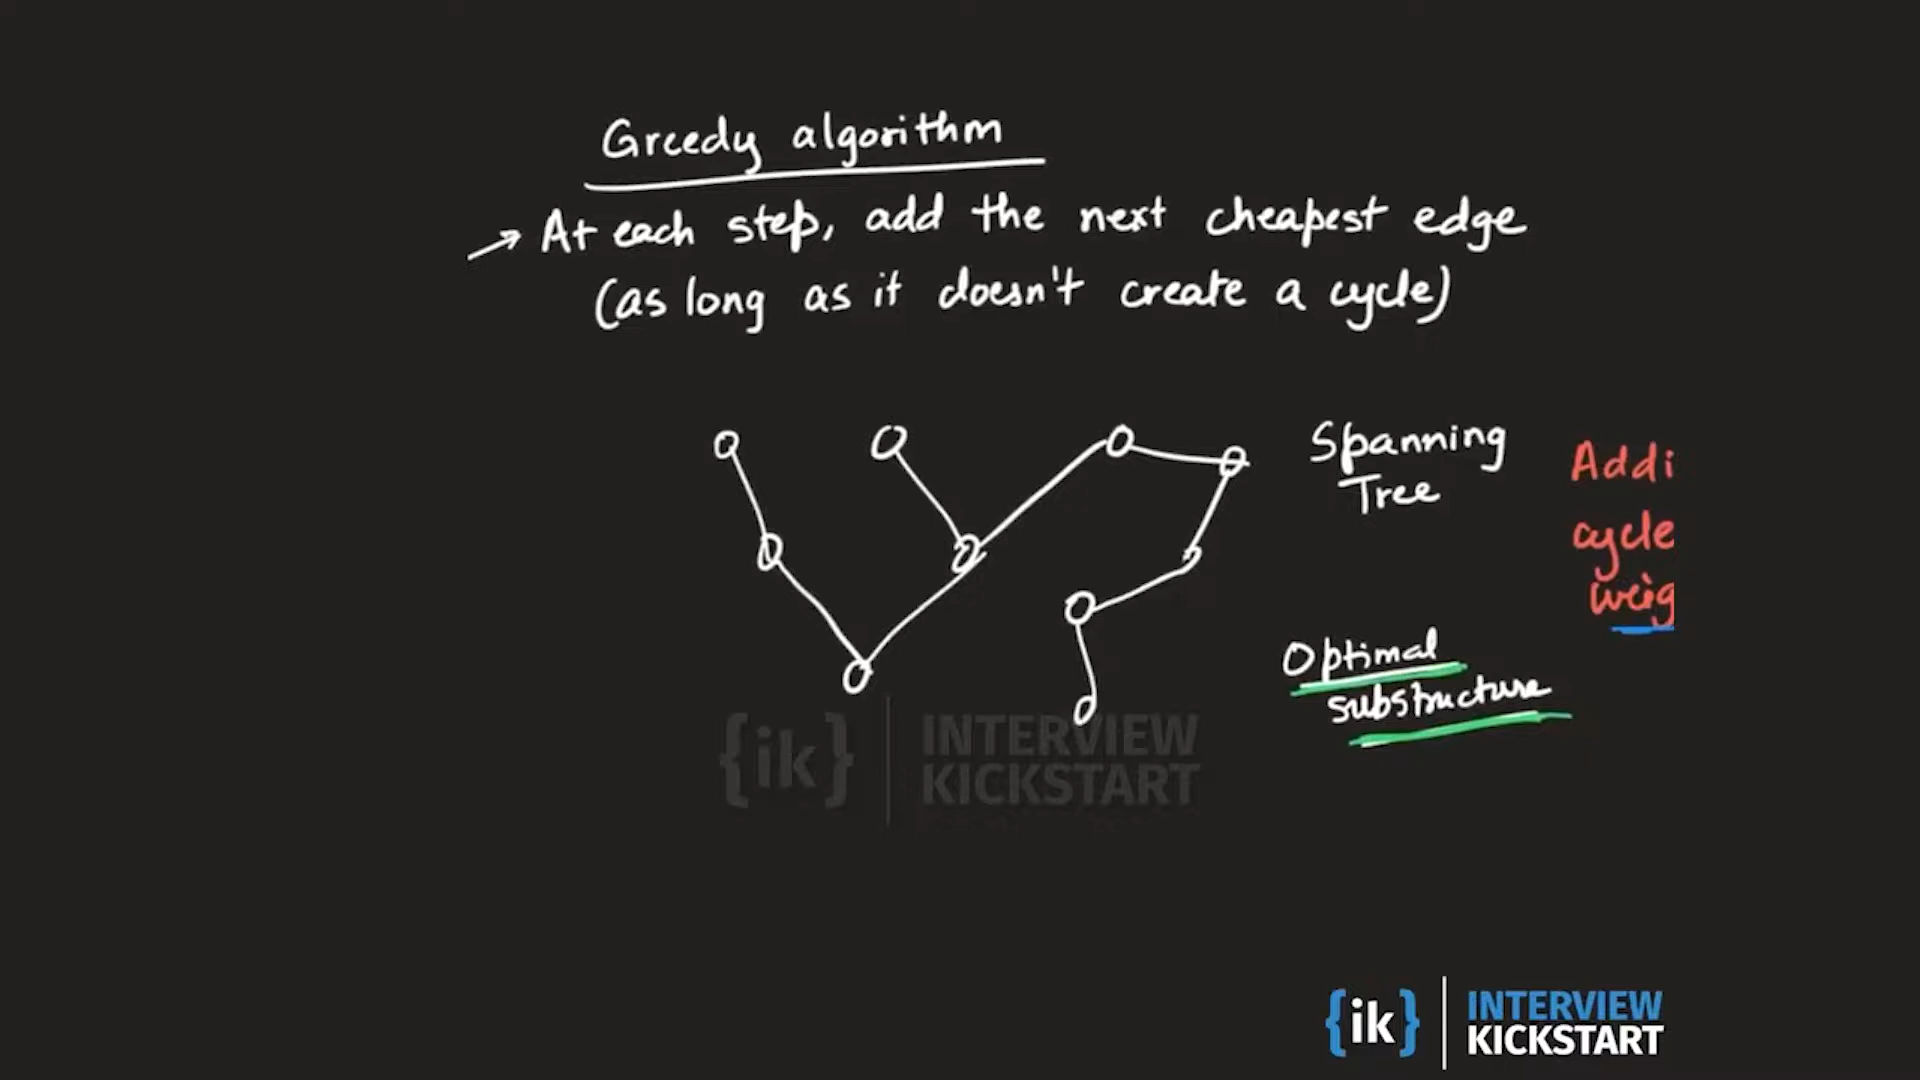 Greedy algorithm
→ At each step, add the next cheapest edge
(as long as it doesn't create a cycle)
Spanning
Tree
Addi
cycle
weig
Optimal
substructure
{ik} INTERVIEW
KICKSTART
{ik} INTERVIEW
KICKSTART